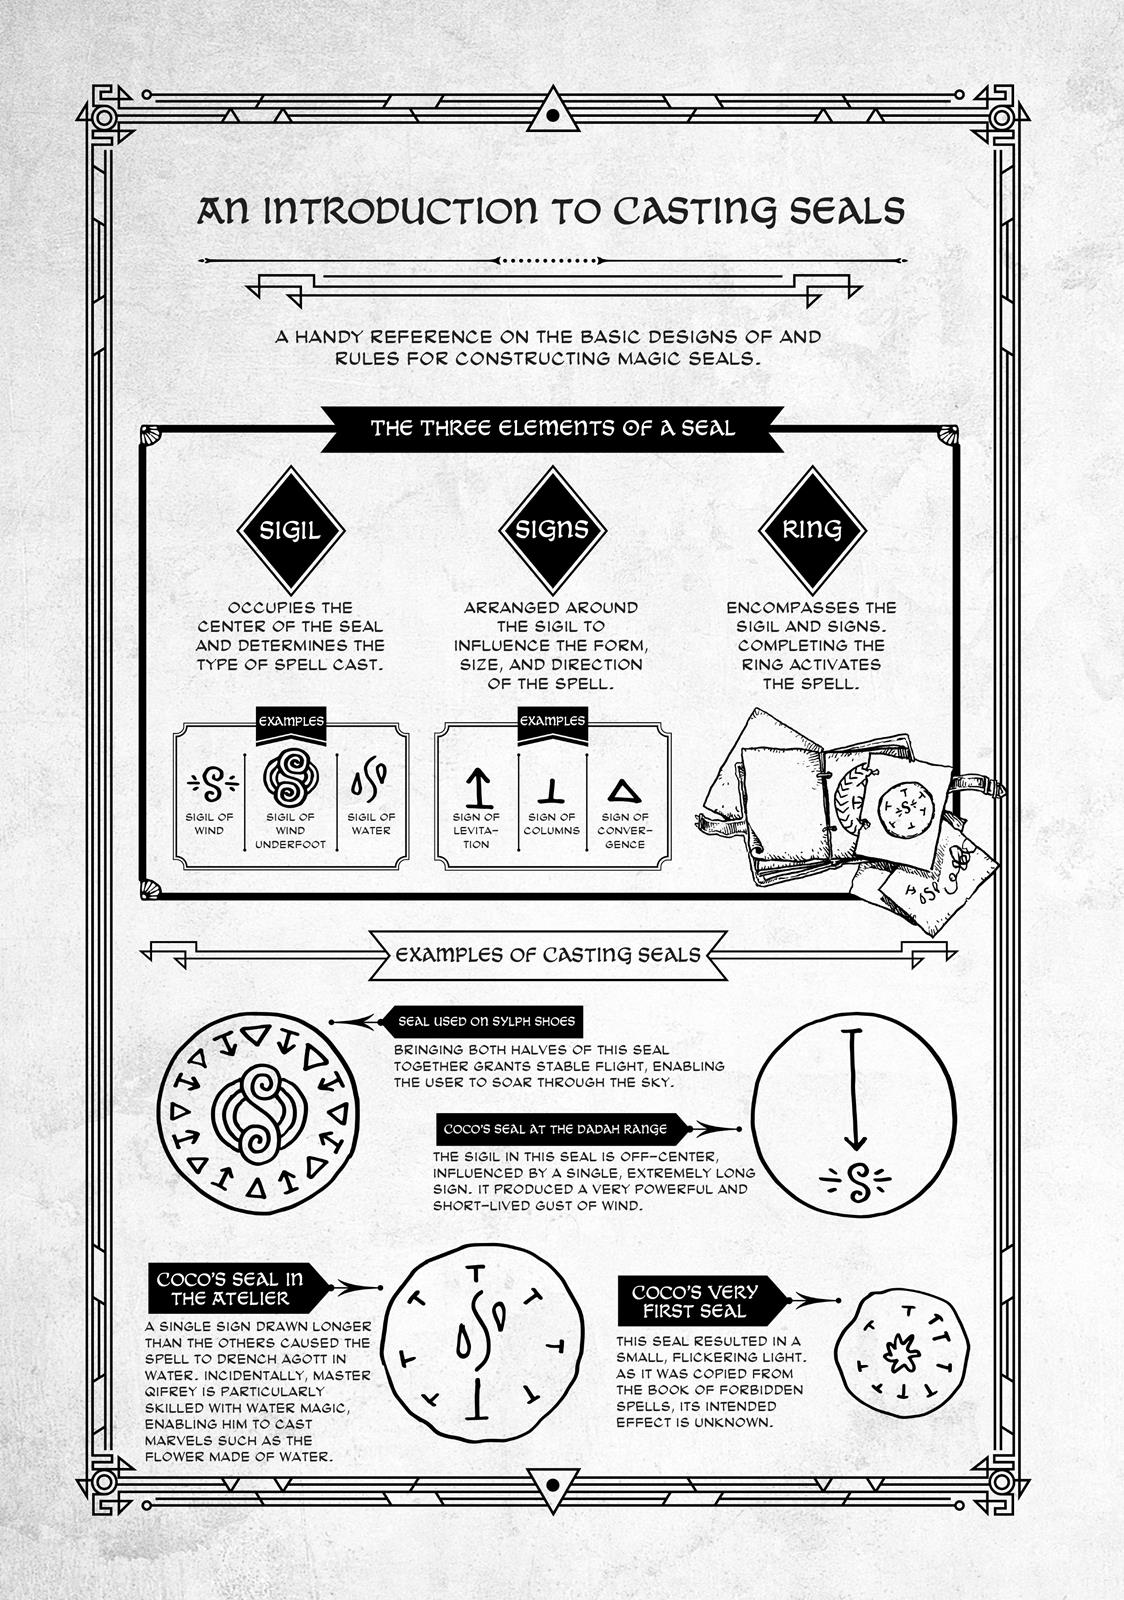 AN INTRODUCTION TO CASTING SEALS
A HANDY REFERENCE ON THE BASIC DESIGNS OF AND
RULES FOR CONSTRUCTING MAGIC SEALS.
THE THREE ELEMENTS OF A SEAL
SIGIL
OCCUPIES THE
CENTER OF THE SEAL
AND DETERMINES THE
TYPE OF SPELL CAST.
EXAMPLES
SIGIL OF
WIND
SIGIL OF
WIND
UNDERFOOT
SIGIL OF
WATER
SIGNS
ARRANGED AROUND
THE SIGIL TO
INFLUENCE THE FORM,
SIZE, AND DIRECTION
OF THE SPELL.
EXAMPLES
SIGN OF
LEVITA-
TION
SIGN OF
COLUMNS
SIGN OF
CONVER-
GENCE
RING
ENCOMPASSES THE
SIGIL AND SIGNS.
COMPLETING THE
RING ACTIVATES
THE SPELL.
EXAMPLES OF CASTING SEALS
SEAL USED ON SYLPH SHOES
BRINGING BOTH HALVES OF THIS SEAL
TOGETHER GRANTS STABLE FLIGHT, ENABLING
THE USER TO SOAR THROUGH THE SKY.
COCO'S SEAL AT THE DADAH RANGE
THE SIGIL IN THIS SEAL IS OFF-CENTER,
INFLUENCED BY A SINGLE, EXTREMELY LONG
SIGN. IT PRODUCED A VERY POWERFUL AND
SHORT-LIVED GUST OF WIND.
COCO'S SEAL IN
THE ATELIER
A SINGLE SIGN DRAWN LONGER
THAN THE OTHERS CAUSED THE
SPELL TO DRENCH AGOTT IN
WATER. INCIDENTALLY, MASTER
QIFREY IS PARTICULARLY
SKILLED WITH WATER MAGIC,
ENABLING HIM TO CAST
MARVELS SUCH AS THE
FLOWER MADE OF WATER.
COCO'S VERY
FIRST SEAL
THIS SEAL RESULTED IN A
SMALL, FLICKERING LIGHT.
AS IT WAS COPIED FROM
THE BOOK OF FORBIDDEN
SPELLS, ITS INTENDED
EFFECT IS UNKNOWN.